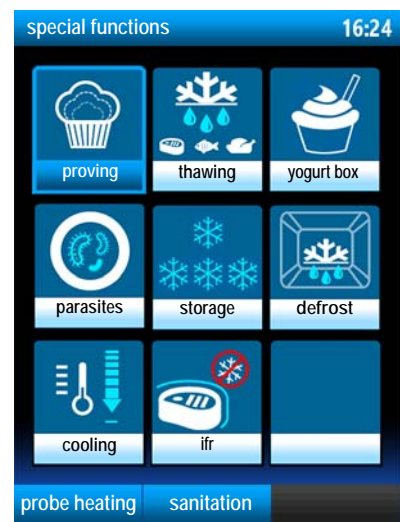 special functions 16:24
proving thawing yogurt box
parasites storage defrost
cooling ifr
probe heating sanitation